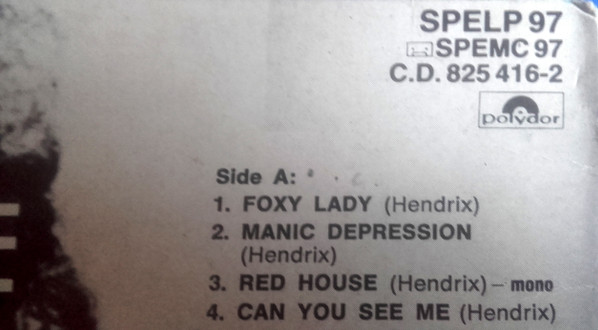 SPELP 97
SPEMC 97
C.D. 825 416-2
polydor
Side A:
1. FOXY LADY (Hendrix)
2. MANIC DEPRESSION
(Hendrix)
3. RED HOUSE (Hendrix) – mono
4. CAN YOU SEE ME (Hendrix)